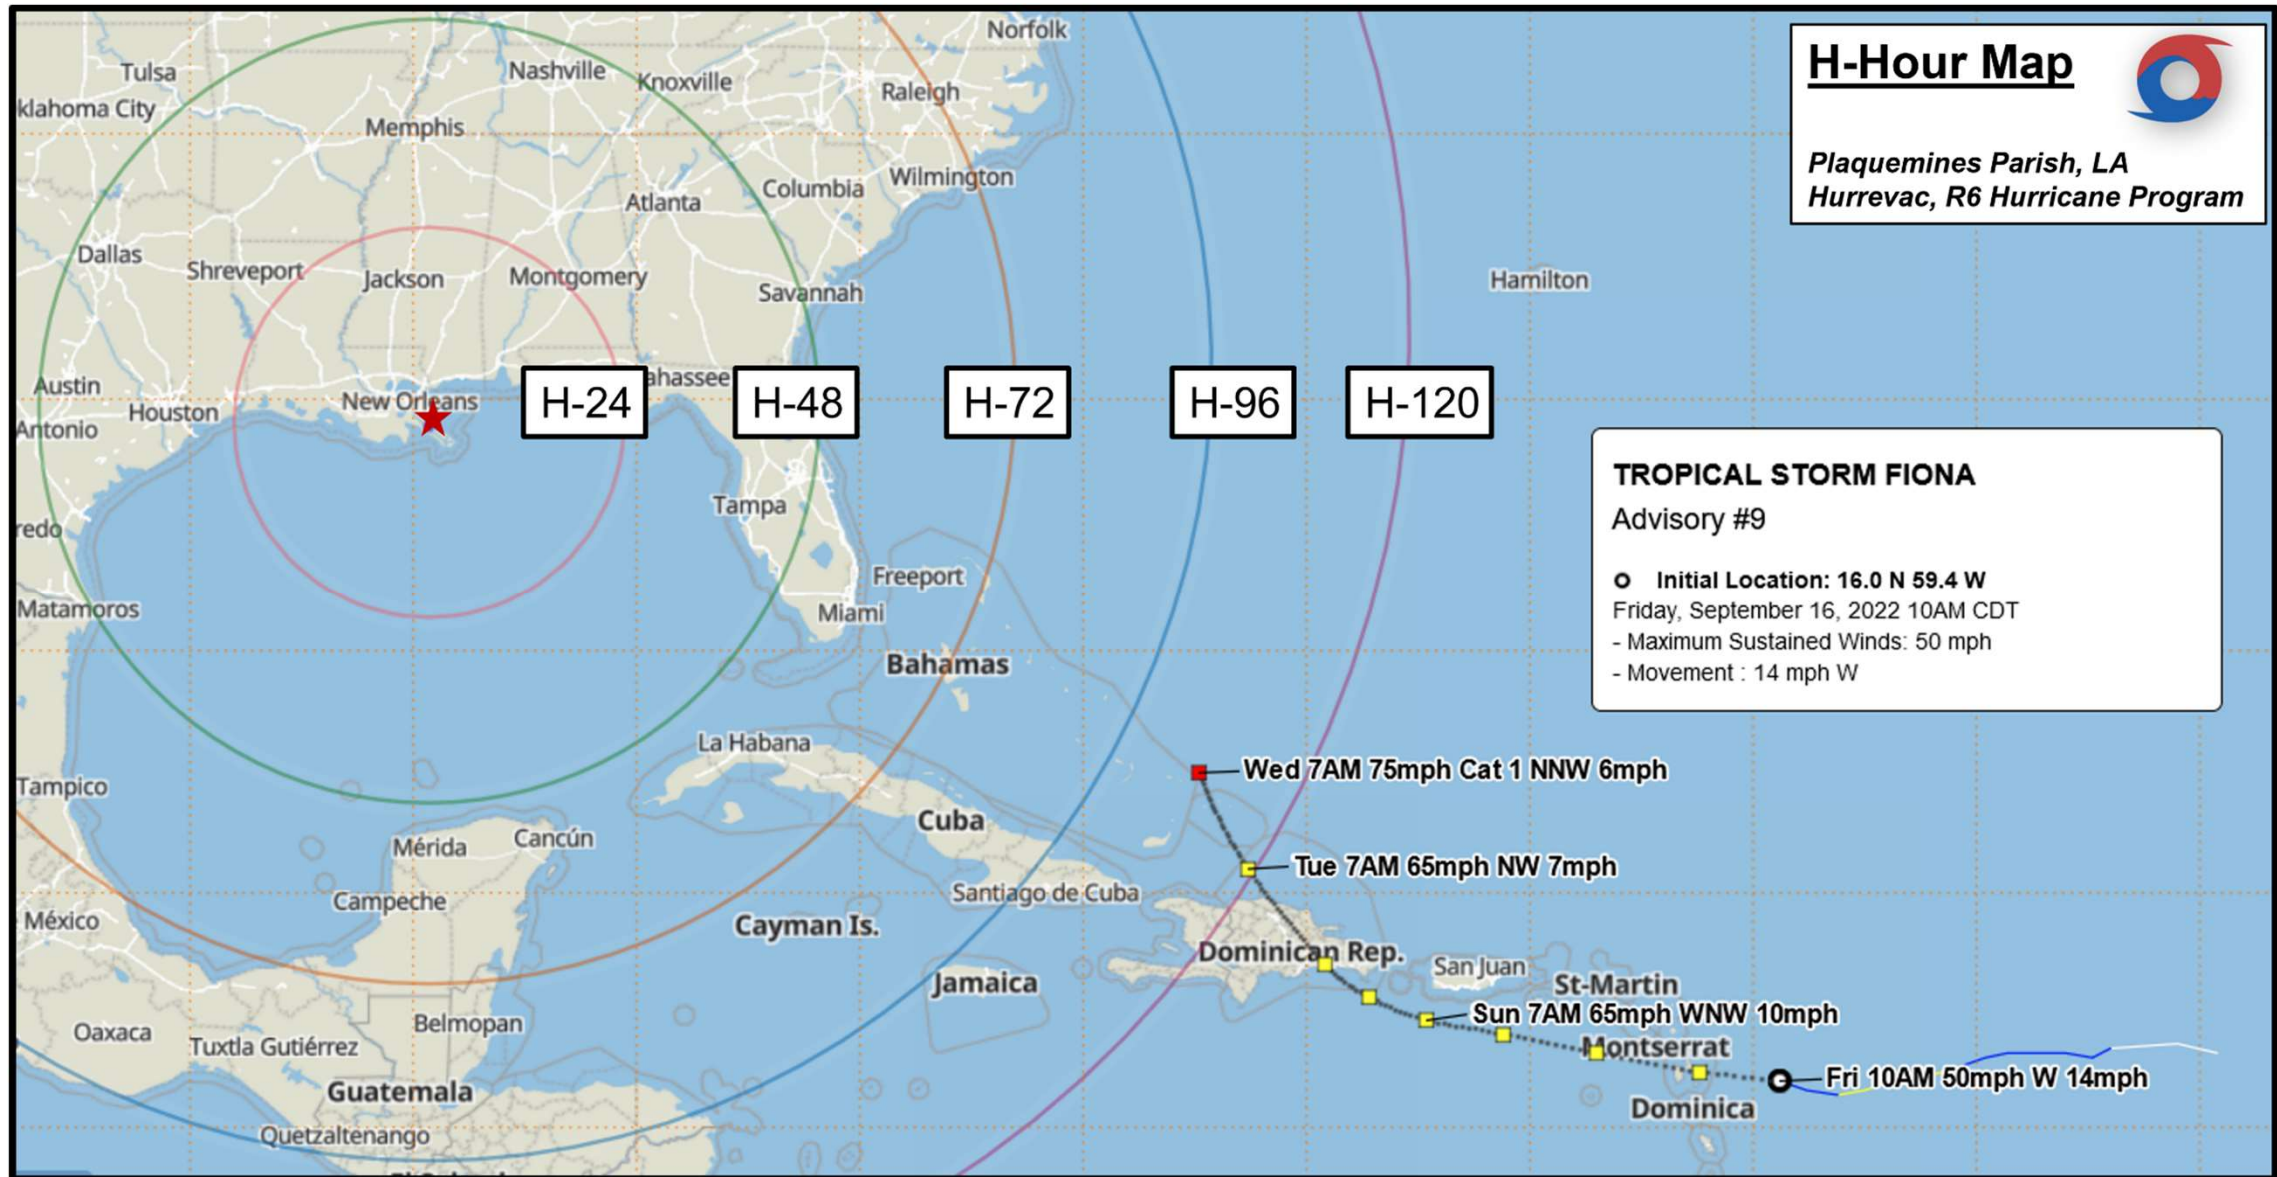 H-Hour Map
Plaquemines Parish, LA
Hurrevac, R6 Hurricane Program
Norfolk
Tulsa
Nashville
Knoxville
klahoma City
Raleigh
Memphis
Wilmington
Columbia
Atlanta
Dallas
Shreveport
Jackson
Montgomery
Savannah
Hamilton
Austin
ahassee
New Orleans
Houston
H-24
H-48
H-72
H-96
H-120
Antonio
TROPICAL STORM FIONA
Advisory #9
Initial Location: 16.0 N 59.4 W
Friday, September 16, 2022 10AM CDT
- Maximum Sustained Winds: 50 mph
- Movement : 14 mph W
Tampa
redo
Freeport
Matamoros
Miami
Bahamas
La Habana
Wed 7AM 75mph Cat 1 NNW 6mph
Tampico
Cuba
Mérida
Cancún
Tue 7AM 65mph NW 7mph
Campeche
Santiago de Cuba
México
Cayman Is.
Dominican Rep.
San Juan
Jamaica
St-Martin
Sun 7AM 65mph WNW 10mph
Oaxaca
Belmopan
Tuxtla Gutiérrez
Montserrat
Fri 10AM 50mph W 14mph
Guatemala
Dominica
Quetzaltenango